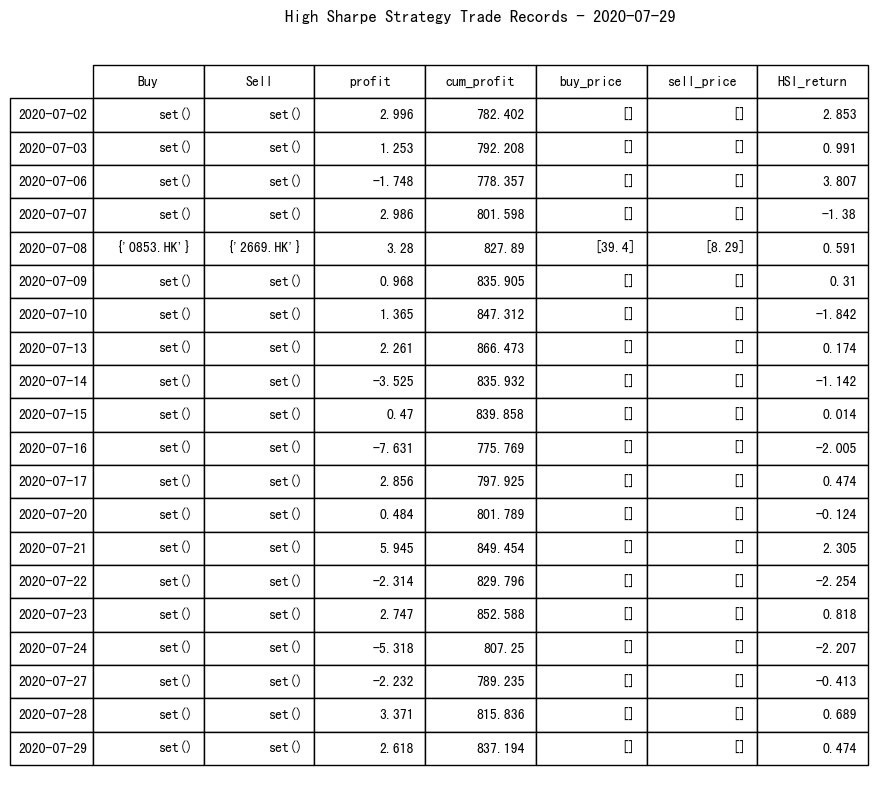 High Sharpe Strategy Trade Records - 2020-07-29
Buy Sell profit cum_profit buy_price sell_price HSI_return
2020-07-02 set() set() 2.996 782.402 [] [] 2.853
2020-07-03 set() set() 1.253 792.208 [] [] 0.991
2020-07-06 set() set() -1.748 778.357 [] [] 3.807
2020-07-07 set() set() 2.986 801.598 [] [] -1.38
2020-07-08 {'0853.HK'} {'2669.HK'} 3.28 827.89 [39.4] [8.29] 0.591
2020-07-09 set() set() 0.968 835.905 [] [] 0.31
2020-07-10 set() set() 1.365 847.312 [] [] -1.842
2020-07-13 set() set() 2.261 866.473 [] [] 0.174
2020-07-14 set() set() -3.525 835.932 [] [] -1.142
2020-07-15 set() set() 0.47 839.858 [] [] 0.014
2020-07-16 set() set() -7.631 775.769 [] [] -2.005
2020-07-17 set() set() 2.856 797.925 [] [] 0.474
2020-07-20 set() set() 0.484 801.789 [] [] -0.124
2020-07-21 set() set() 5.945 849.454 [] [] 2.305
2020-07-22 set() set() -2.314 829.796 [] [] -2.254
2020-07-23 set() set() 2.747 852.588 [] [] 0.818
2020-07-24 set() set() -5.318 807.25 [] [] -2.207
2020-07-27 set() set() -2.232 789.235 [] [] -0.413
2020-07-28 set() set() 3.371 815.836 [] [] 0.689
2020-07-29 set() set() 2.618 837.194 [] [] 0.474